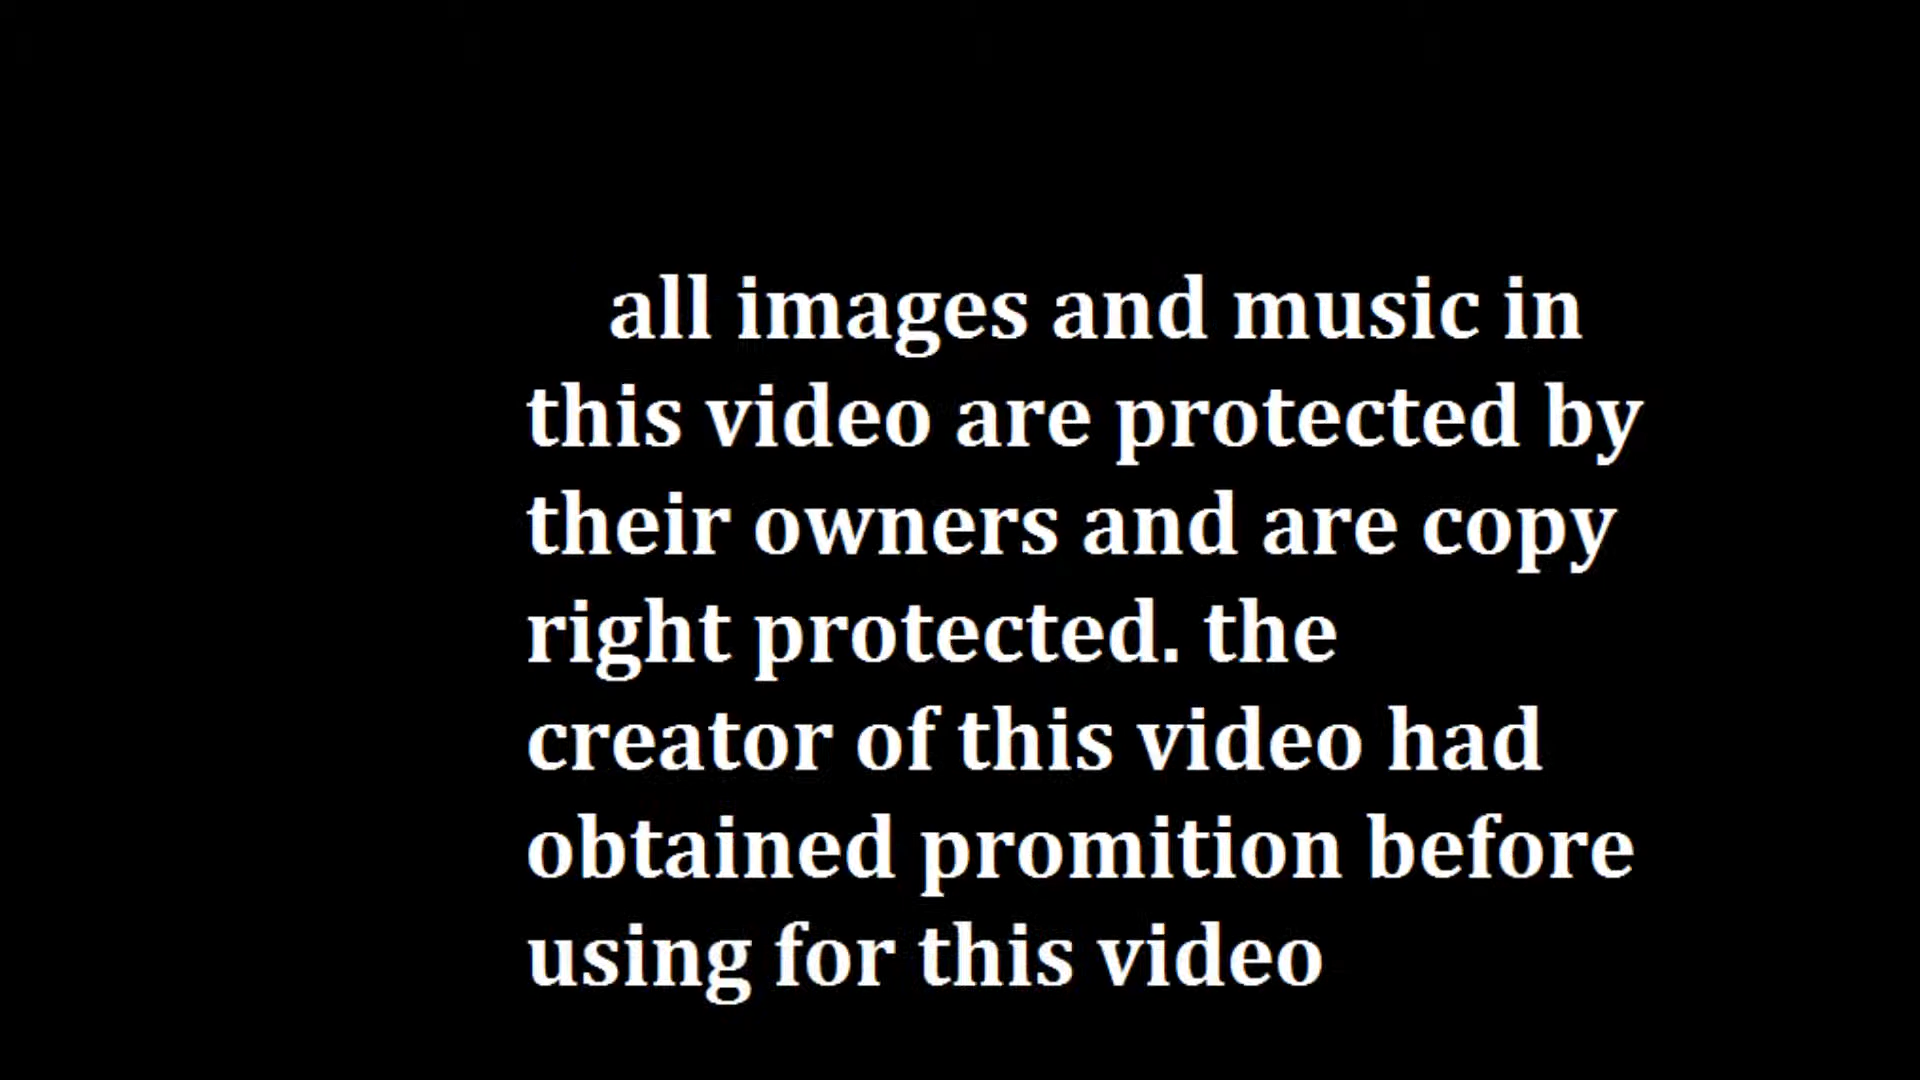 all images and music in
this video are protected by
their owners and are copy
right protected. the
creator of this video had
obtained promition before
using for this video